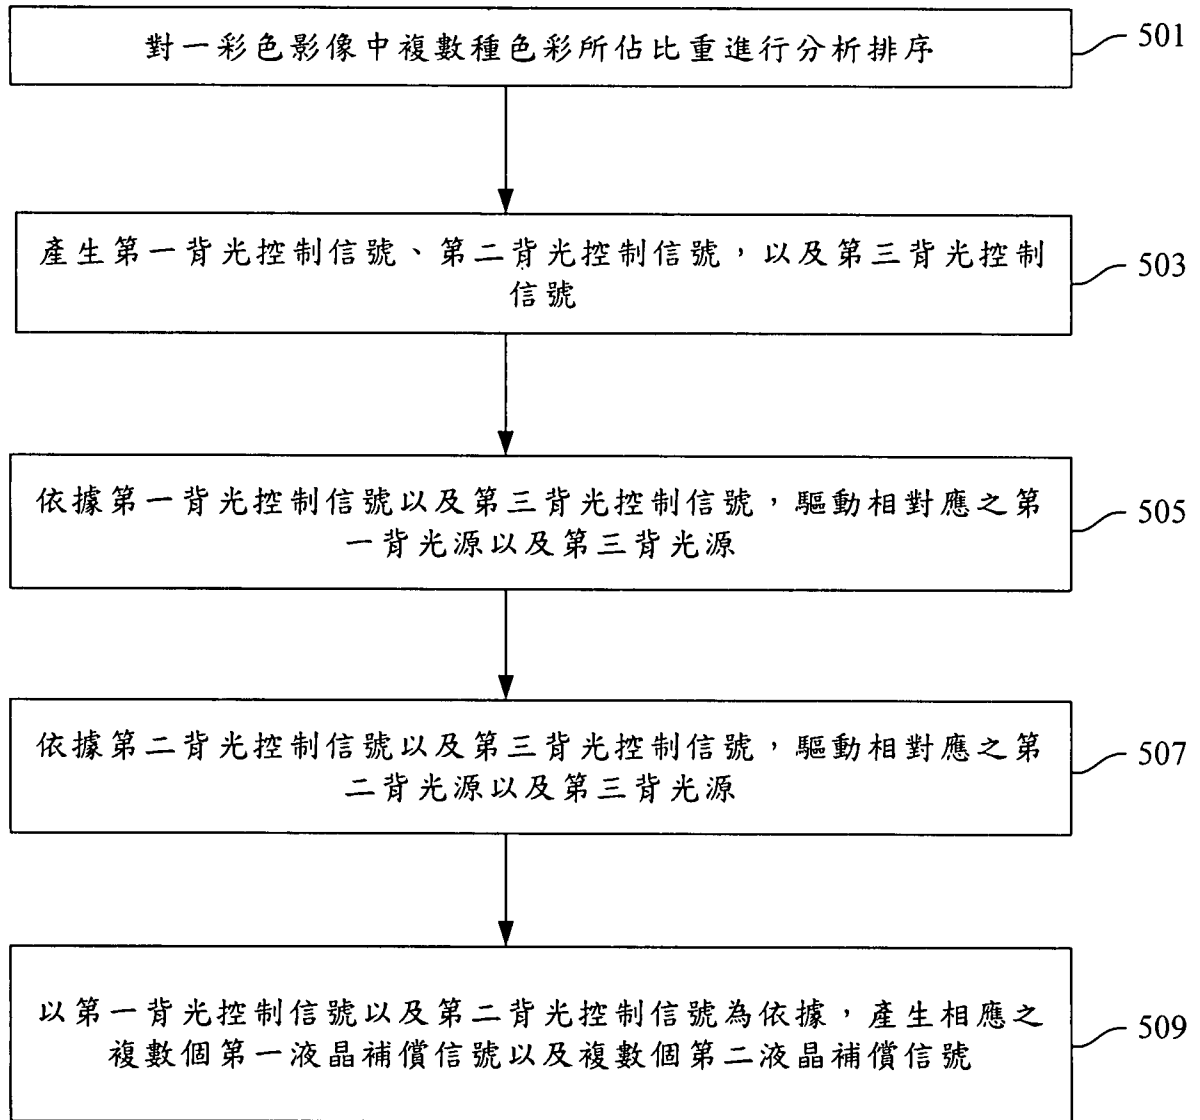 對一彩色影像中複數種色彩所佔比重進行分析排序
501
產生第一背光控制信號、第二背光控制信號，以及第三背光控制
信號
503
依據第一背光控制信號以及第三背光控制信號，驅動相對應之第
一背光源以及第三背光源
505
依據第二背光控制信號以及第三背光控制信號，驅動相對應之第
二背光源以及第三背光源
507
以第一背光控制信號以及第二背光控制信號為依據，產生相應之
複數個第一液晶補償信號以及複數個第二液晶補償信號
509